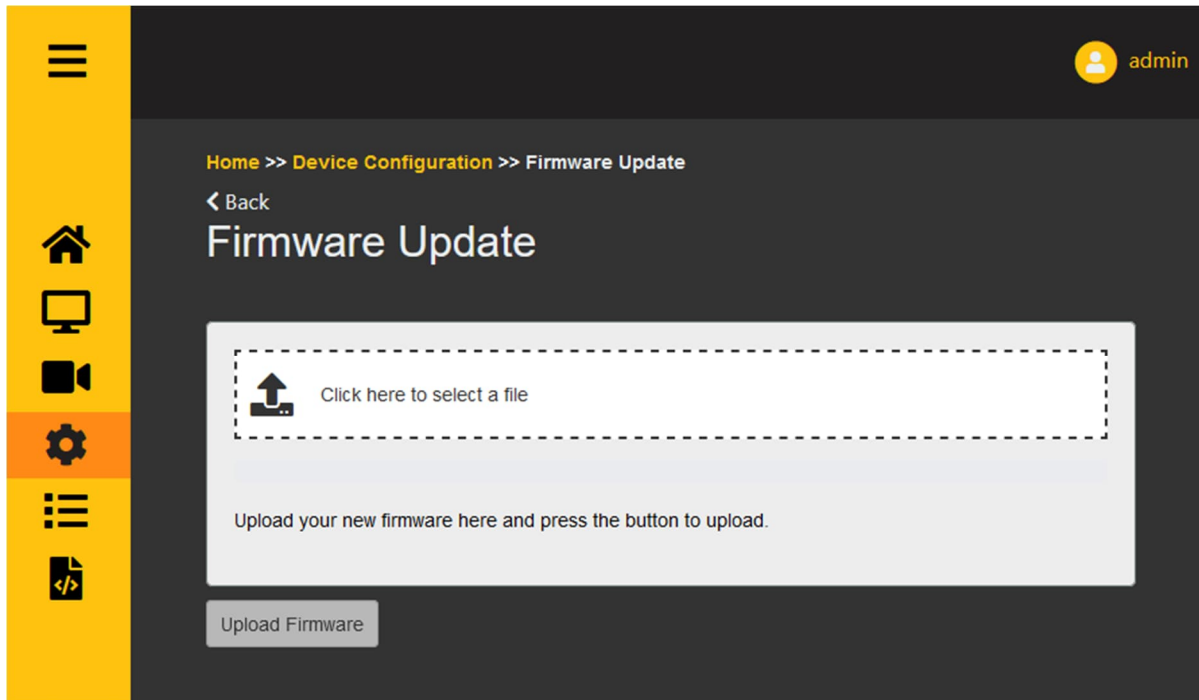 admin
Home >> Device Configuration >> Firmware Update
Back
Firmware Update
Click here to select a file
Upload your new firmware here and press the button to upload.
Upload Firmware